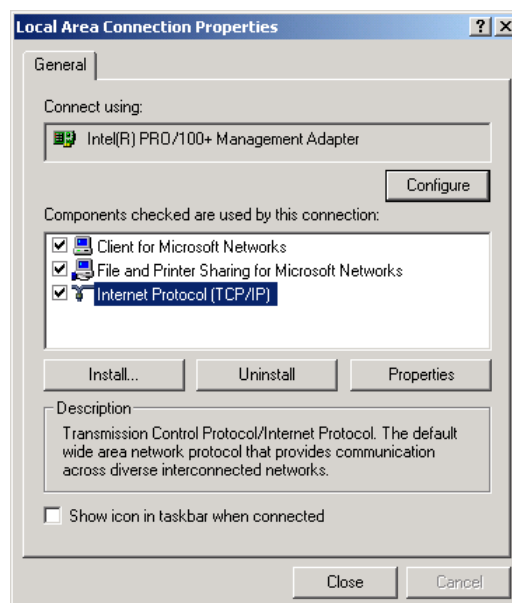 Local Area Connection Properties
General
Connect using:
Intel(R) PRO/100+ Management Adapter
Configure
Components checked are used by this connection:
Client for Microsoft Networks
File and Printer Sharing for Microsoft Networks
Internet Protocol (TCP/IP)
Install... Uninstall Properties
Description
Transmission Control Protocol/Internet Protocol. The default
wide area network protocol that provides communication
across diverse interconnected networks.
Show icon in taskbar when connected
Close Cancel